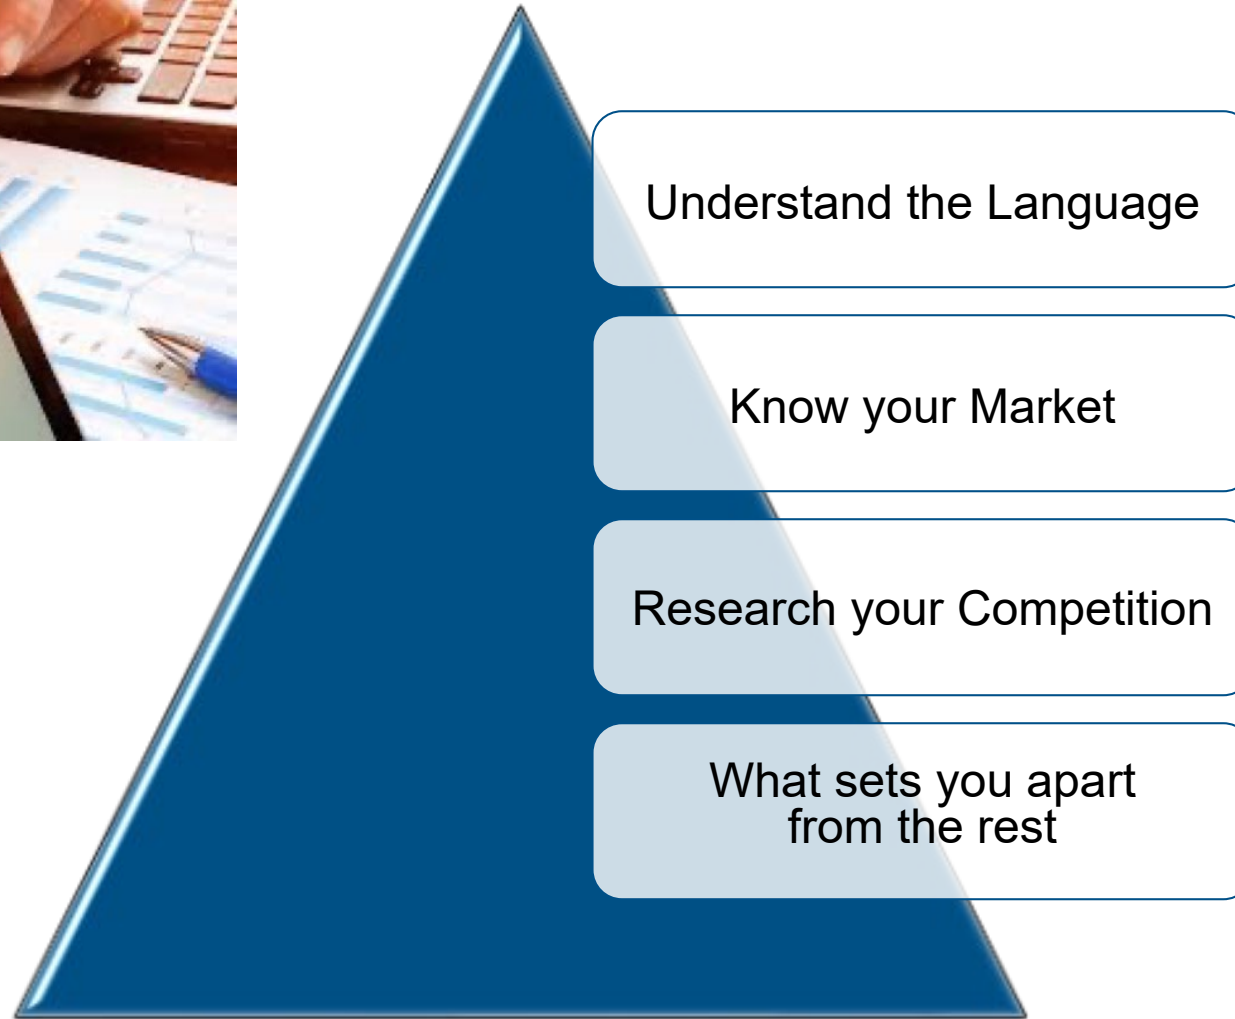 Understand the Language
Know your Market
Research your Competition
What sets you apart
from the rest